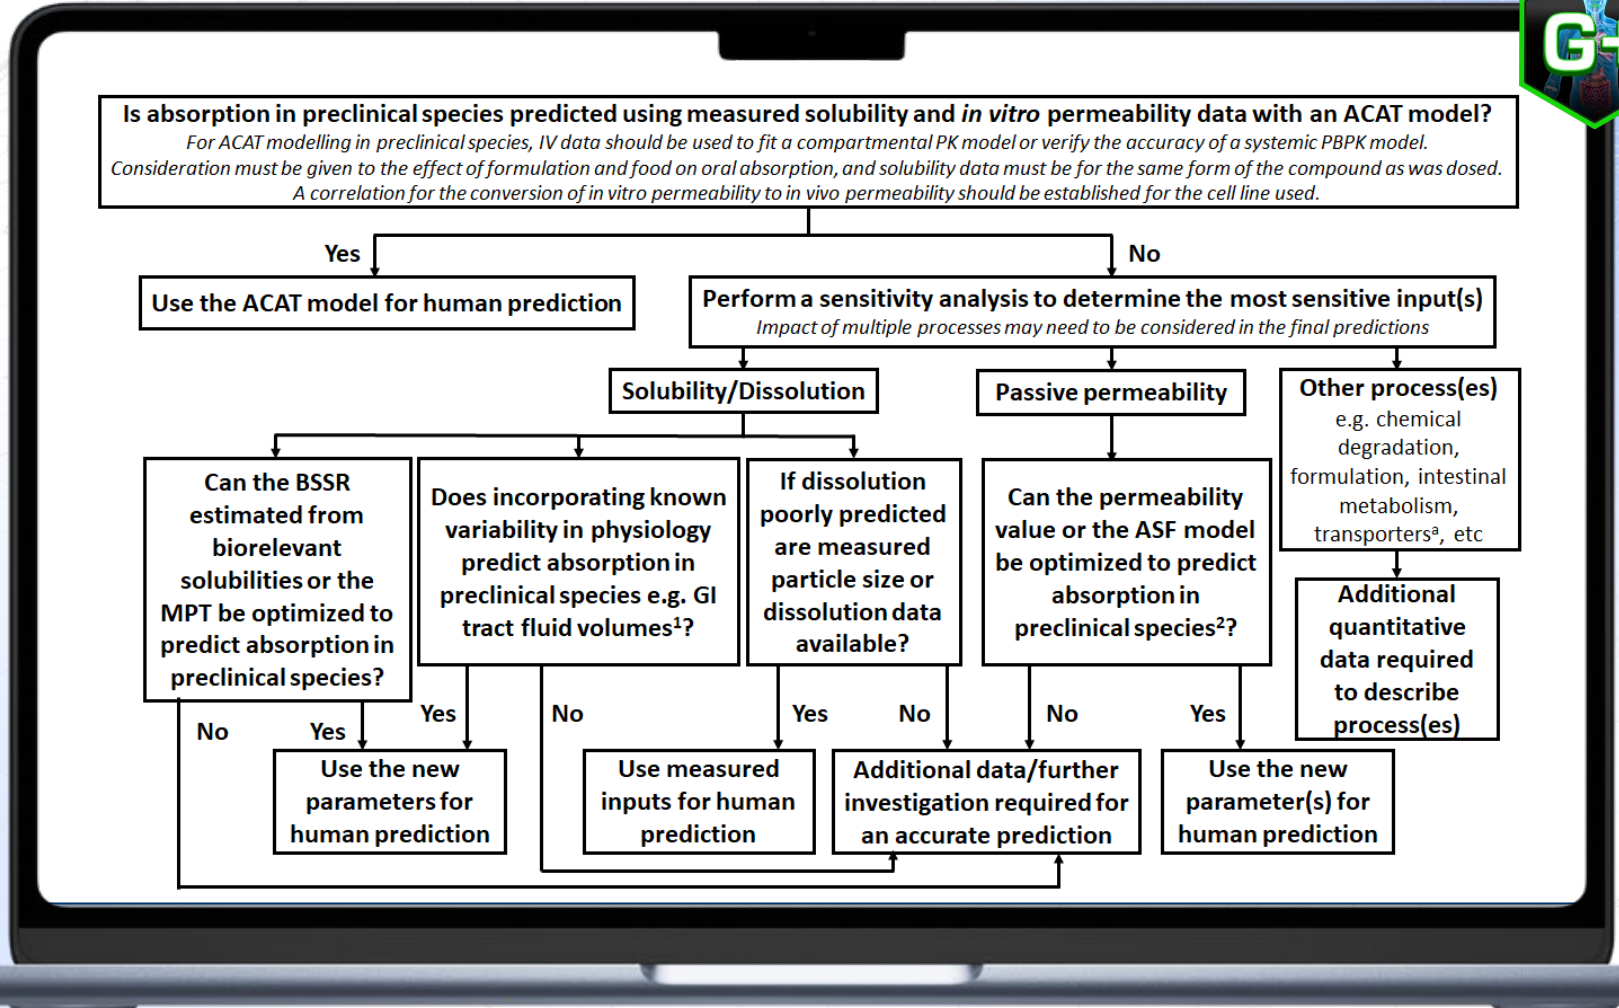 G+
Is absorption in preclinical species predicted using measured solubility and in vitro permeability data with an ACAT model?
For ACAT modelling in preclinical species, IV data should be used to fit a compartmental PK model or verify the accuracy of a systemic PBPK model.
Consideration must be given to the effect of formulation and food on oral absorption, and solubility data must be for the same form of the compound as was dosed.
A correlation for the conversion of in vitro permeability to in vivo permeability should be established for the cell line used.
Yes
No
Use the ACAT model for human prediction
Perform a sensitivity analysis to determine the most sensitive input(s)
Impact of multiple processes may need to be considered in the final predictions
Solubility/Dissolution
Passive permeability
Other process(es)
e.g. chemical
degradation,
formulation, intestinal
metabolism,
transportersᵃ, etc
Can the BSSR
estimated from
biorelevant
solubilities or the
MPT be optimized to
predict absorption in
preclinical species?
Does incorporating known
variability in physiology
predict absorption in
preclinical species e.g. GI
tract fluid volumes¹?
If dissolution
poorly predicted
are measured
particle size or
dissolution data
available?
Can the permeability
value or the ASF model
be optimized to predict
absorption in
preclinical species²?
Additional
quantitative
data required
to describe
process(es)
No
Yes
Yes
No
Yes
No
No
Yes
Use the new
parameters for
human prediction
Use measured
inputs for human
prediction
Additional data/further
investigation required for
an accurate prediction
Use the new
parameter(s) for
human prediction